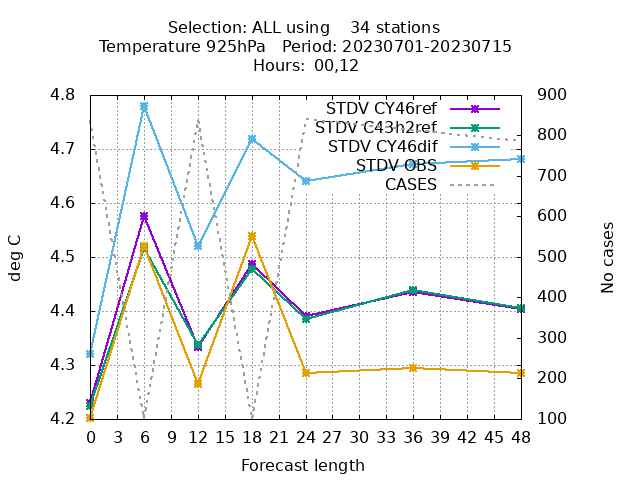 Selection: ALL using    34 stations
Temperature 925hPa   Period: 20230701-20230715
Hours:  00,12
4.8
4.7
4.6
4.5
4.4
4.3
4.2
deg C
STDV CY46ref
STDV C43h2ref
STDV CY46dif
STDV OBS
CASES
900
800
700
600
500
400
300
200
100
No cases
0 3 6 9 12 15 18 21 24 27 30 33 36 39 42 45 48
Forecast length